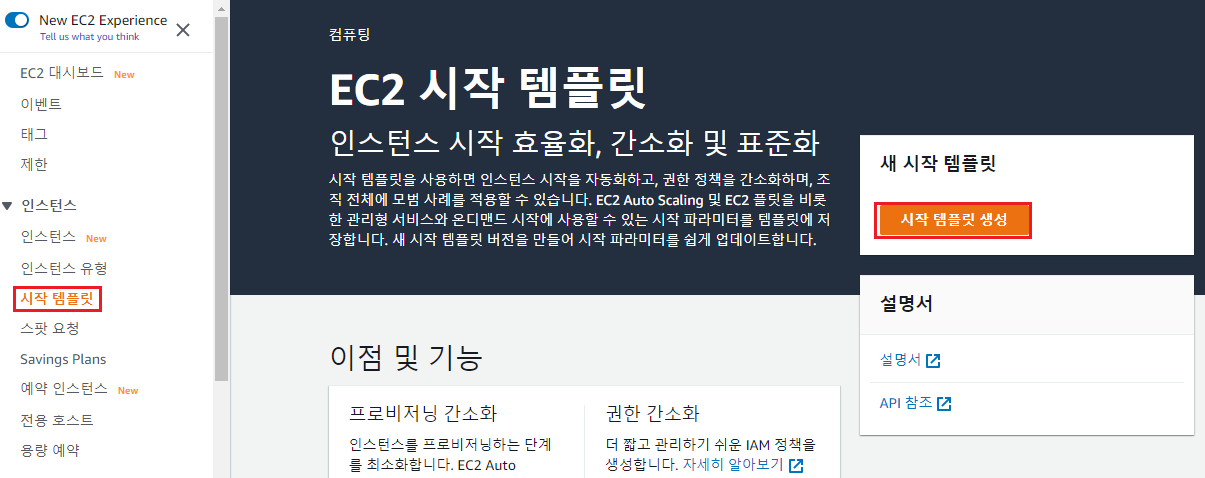 New EC2 Experience
Tell us what you think
EC2 대시보드 New
이벤트
태그
제한
인스턴스
인스턴스 New
인스턴스 유형
시작 템플릿
스팟 요청
Savings Plans
예약 인스턴스 New
전용 호스트
용량 예약
컴퓨팅
EC2 시작 템플릿
인스턴스 시작 효율화, 간소화 및 표준화
시작 템플릿을 사용하면 인스턴스 시작을 자동화하고, 권한 정책을 간소화하며, 조
직 전체에 모범 사례를 적용할 수 있습니다. EC2 Auto Scaling 및 EC2 플릿을 비롯
한 관리형 서비스와 온디맨드 시작에 사용할 수 있는 시작 파라미터를 템플릿에 저
장합니다. 새 시작 템플릿 버전을 만들어 시작 파라미터를 쉽게 업데이트합니다.
새 시작 템플릿
시작 템플릿 생성
설명서
설명서
API 참조
이점 및 기능
프로비저닝 간소화
인스턴스를 프로비저닝하는 단계
를 최소화합니다. EC2 Auto
권한 간소화
더 짧고 관리하기 쉬운 IAM 정책을
생성합니다. 자세히 알아보기